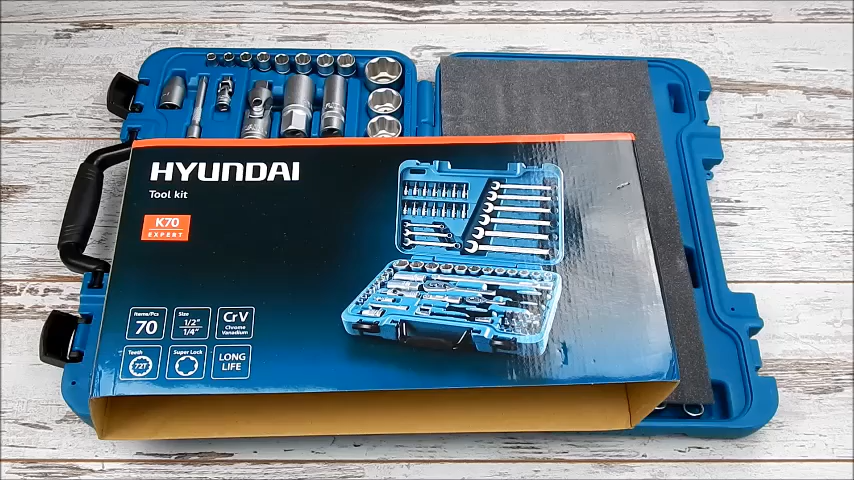 HYUNDAI
Tool kit
K70
EXPERT
Items/Pcs
70
Size
1/2"
1/4"
CrV
Chrome
Vanadium
Teeth
72T
Super Lock
LONG
LIFE